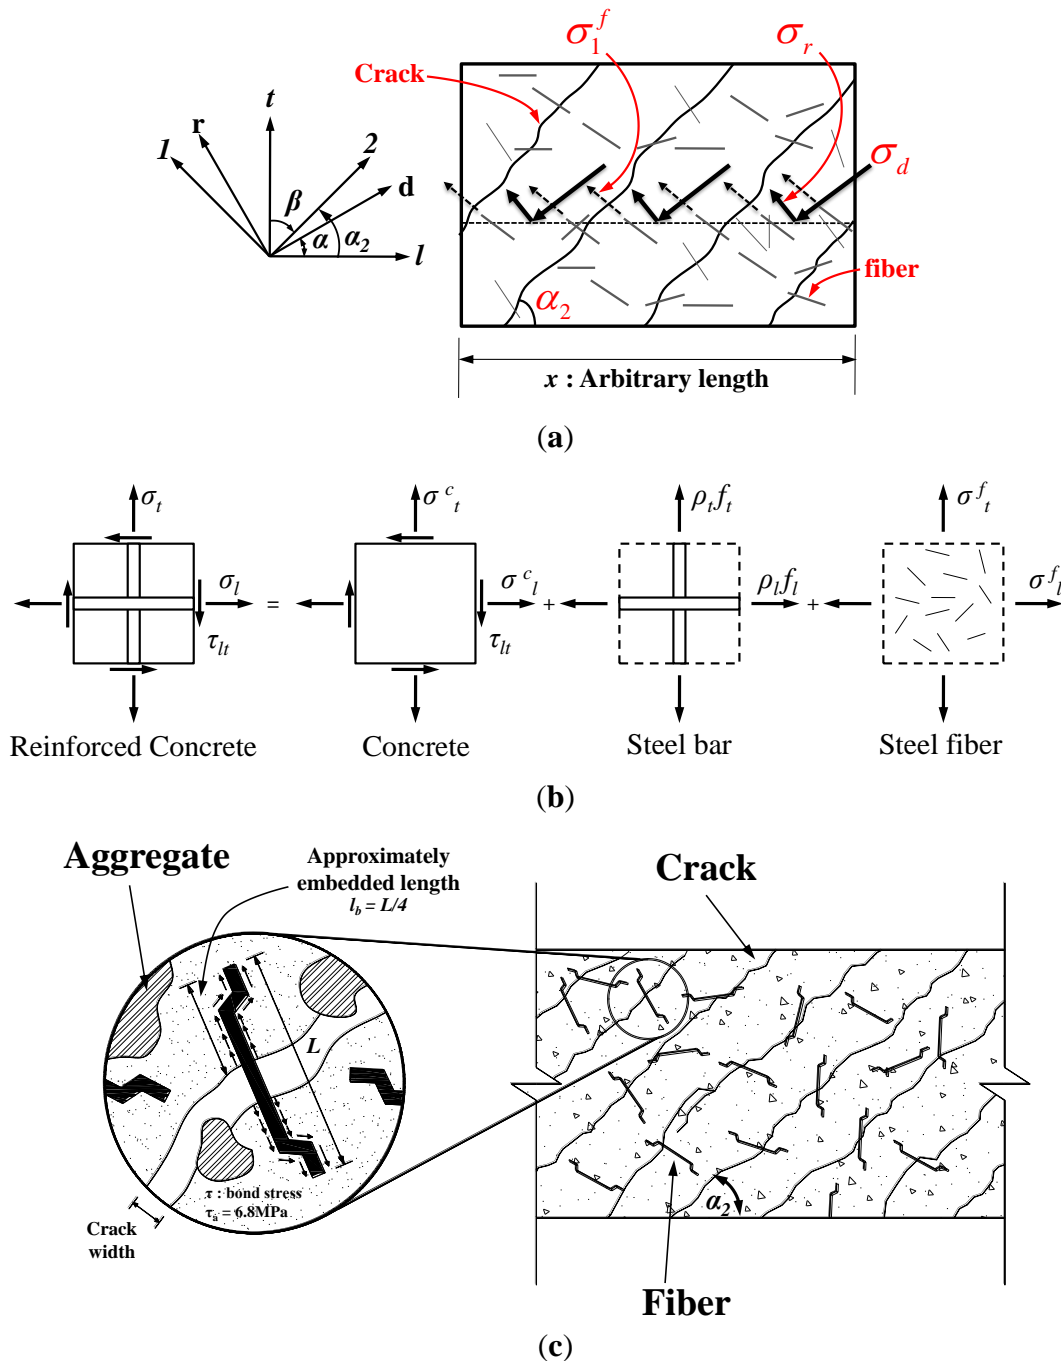 σ₁ᶠ
σᵣ
Crack
t
r
1
2
σ_d
d
β
α
α₂
l
fiber
α₂
x : Arbitrary length
(a)
σₜ
σᶜₜ
ρₜfₜ
σᶠₜ
σₗ
=
σᶜₗ
+
ρₗfₗ
+
σᶠₗ
τₗₜ
τₗₜ
Reinforced Concrete
Concrete
Steel bar
Steel fiber
(b)
Aggregate
Approximately
embedded length
l_b = L/4
Crack
L
τ : bond stress
τₐ = 6.8MPa
Crack
width
α₂
Fiber
(c)